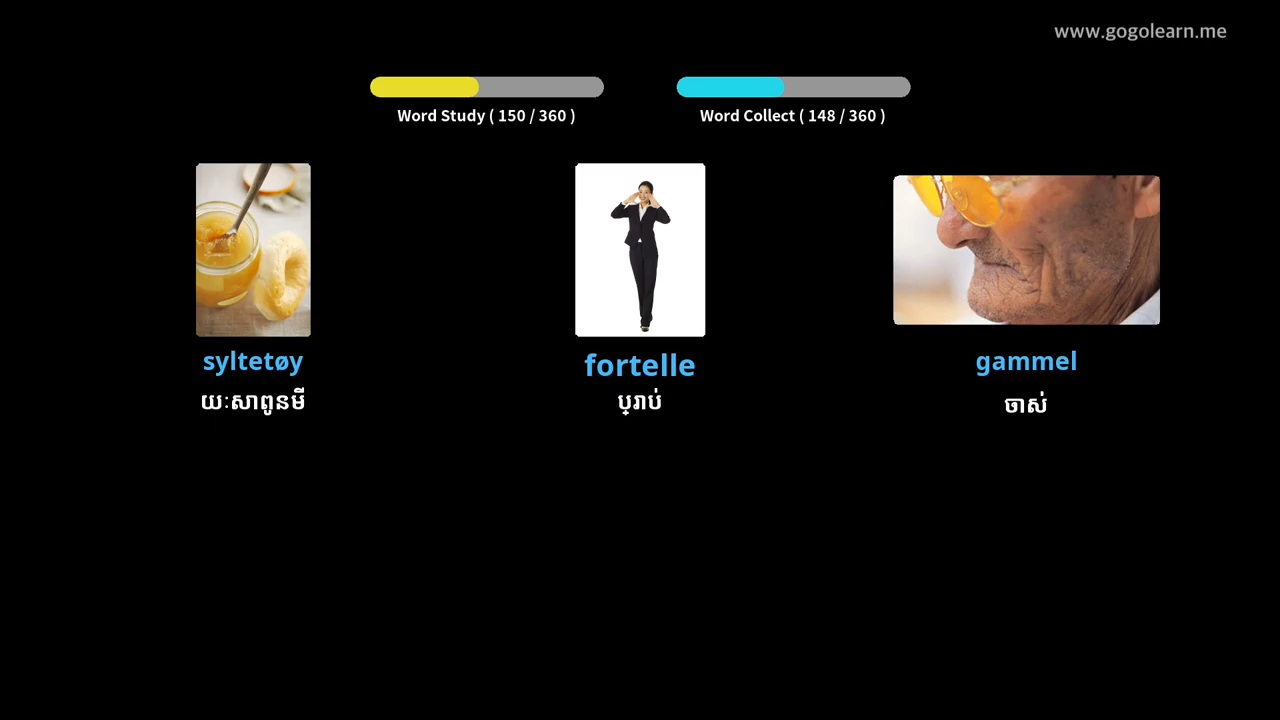 www.gogolearn.me
Word Study ( 150 / 360 )
Word Collect ( 148 / 360 )
syltetøy
fortelle
gammel
យៈសាពូនមី
ប្រាប់
ចាស់